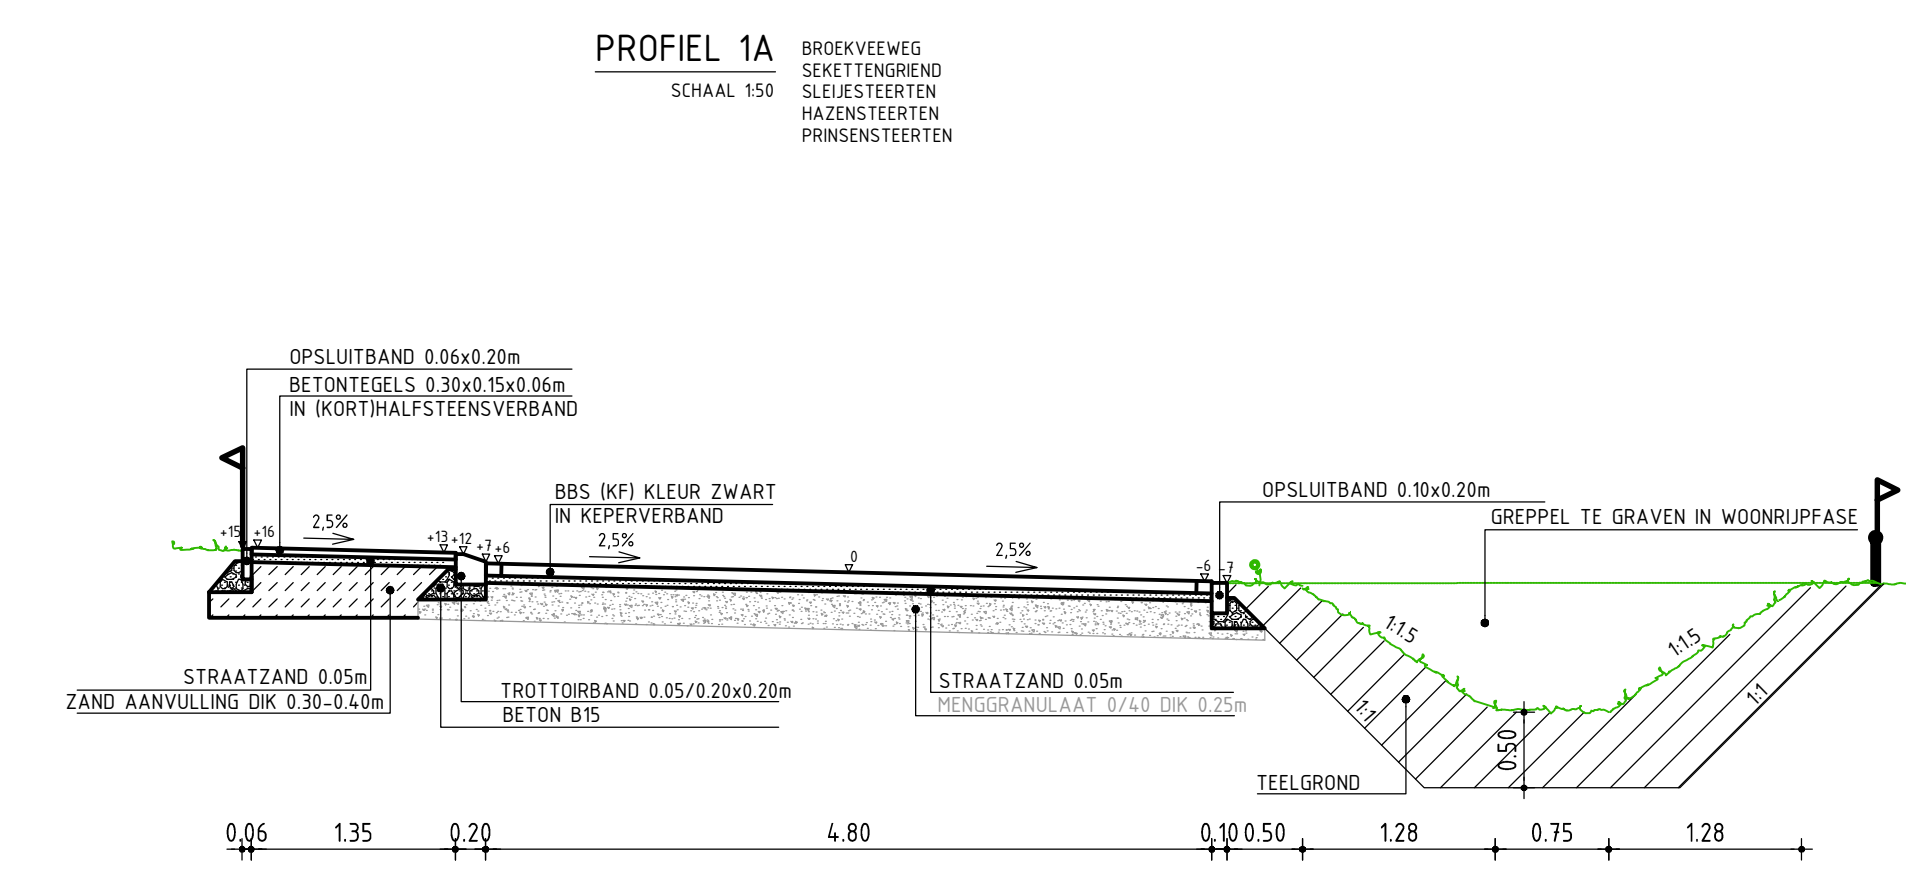 PROFIEL 1A
SCHAAL 1:50
BROEKVEEWEG
SEKETTENGRIEND
SLEIJESTEERTEN
HAZENSTEERTEN
PRINSENSTEERTEN
OPSLUITBAND 0.06x0.20m
BETONTEGELS 0.30x0.15x0.06m
IN (KORT)HALFSTEENSVERBAND
BBS (KF) KLEUR ZWART
IN KEPERVERBAND
OPSLUITBAND 0.10x0.20m
GREPPEL TE GRAVEN IN WOONRIJPFASE
+15
+16
2,5%
+13
+12
+7
+6
2,5%
0
2,5%
-6
-7
1:1.5
1:1.5
1:1
1:1
0.50
STRAATZAND 0.05m
ZAND AANVULLING DIK 0.30-0.40m
TROTTOIRBAND 0.05/0.20x0.20m
BETON B15
STRAATZAND 0.05m
MENGGRANULAAT 0/40 DIK 0.25m
TEELGROND
0.06
1.35
0.20
4.80
0.10
0.50
1.28
0.75
1.28